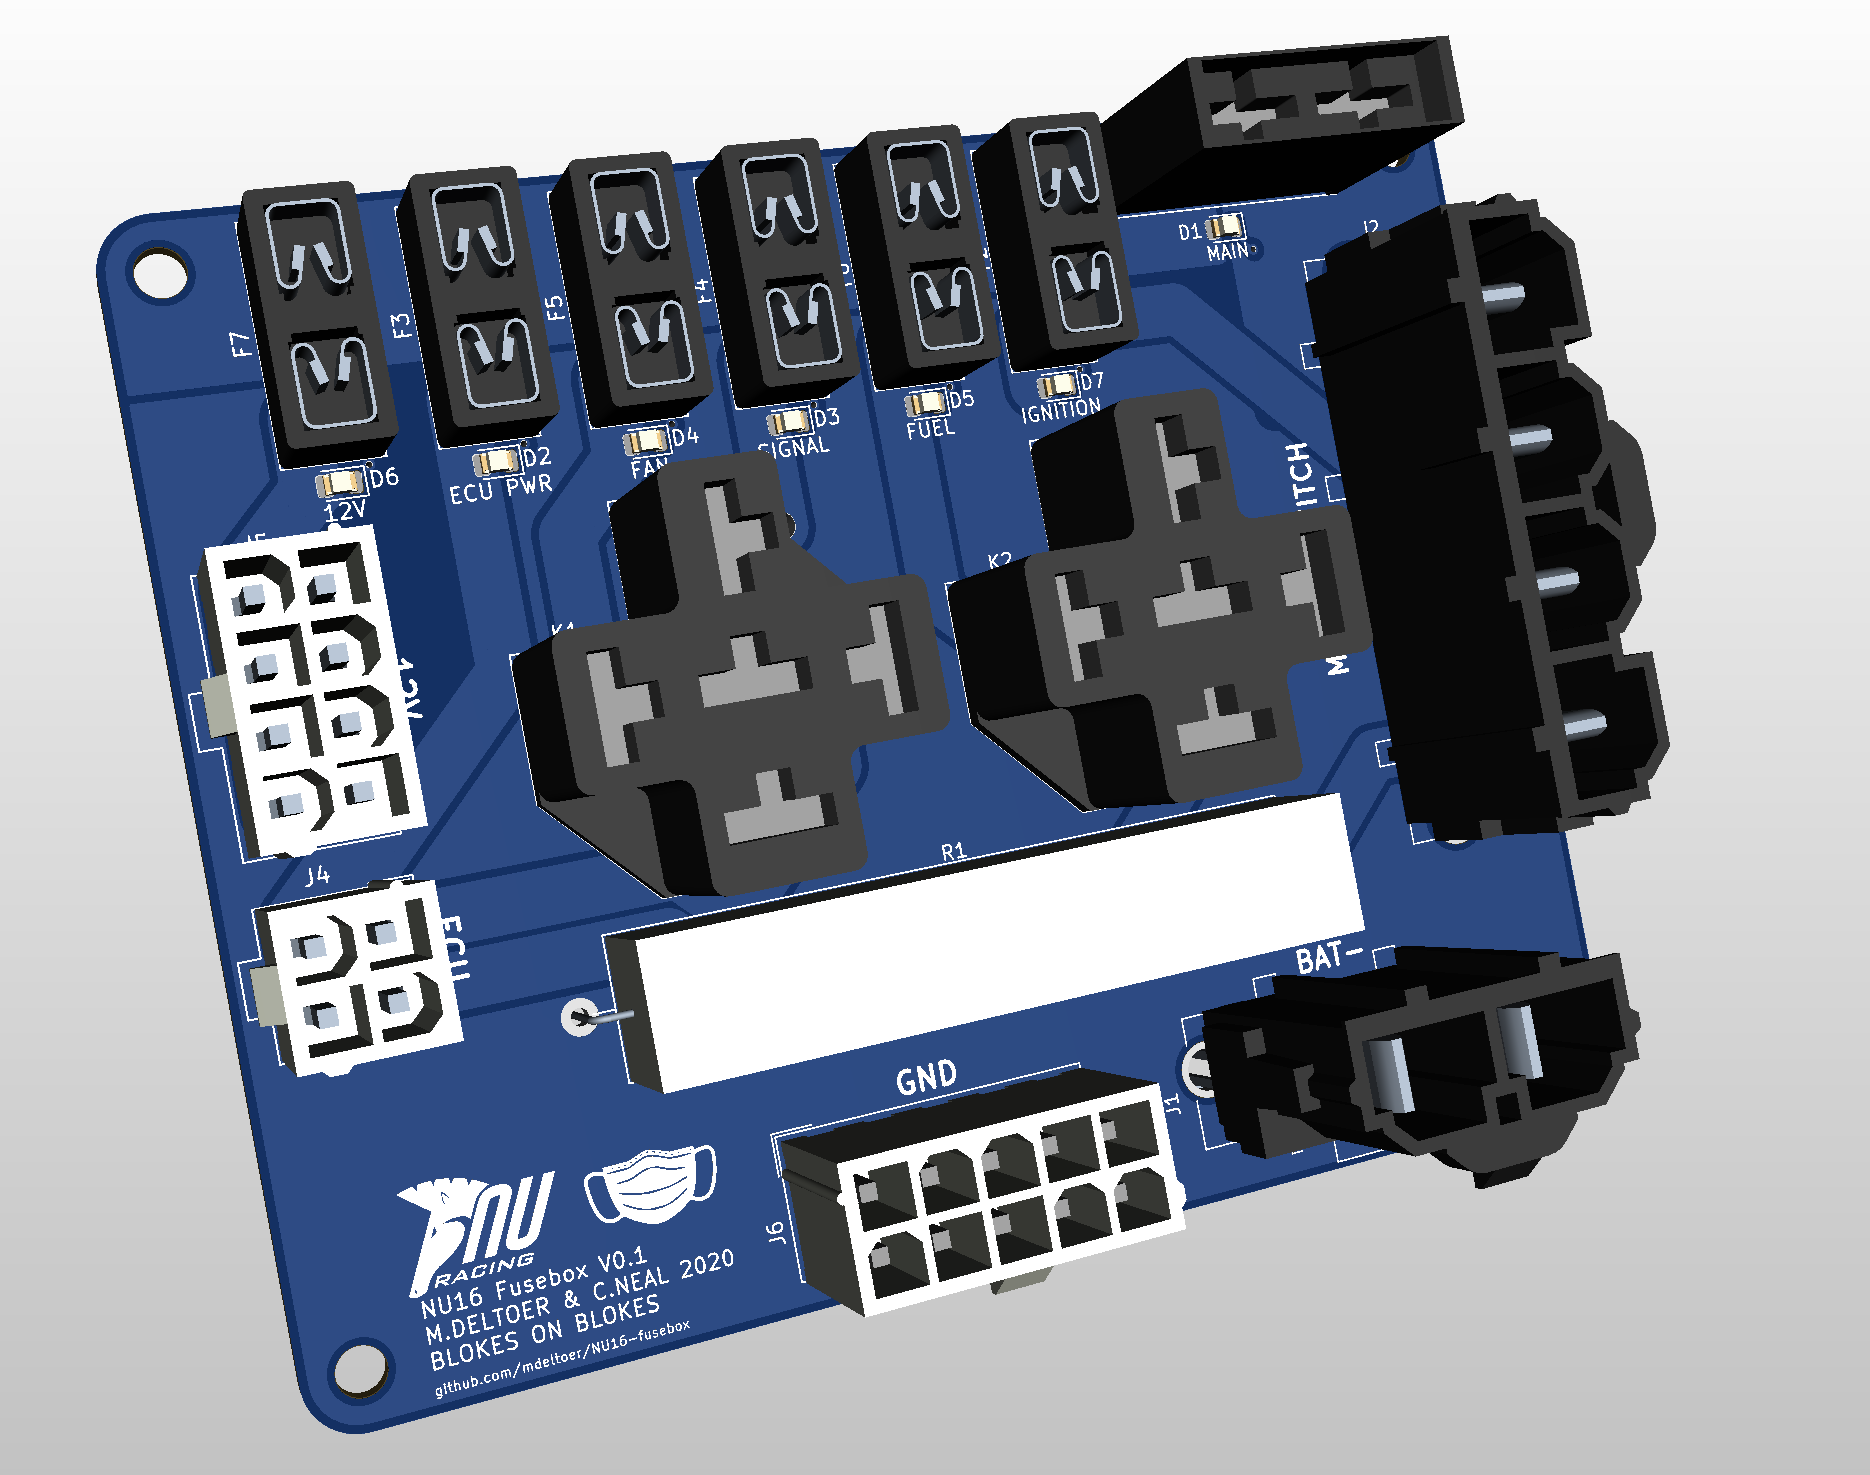 D1
MAIN
J2
F7
F3
F5
F4
D7
IGNITION
D5
FUEL
D3
SIGNAL
D4
FAN
D2
ECU PWR
D6
12V
J5
K1
K2
12V
J4
ECU
R1
BAT-
GND
J1
J6
NU
RACING
NU16 Fusebox V0.1
M.DELTOER & C.NEAL 2020
BLOKES ON BLOKES
github.com/mdeltoer/NU16-fusebox